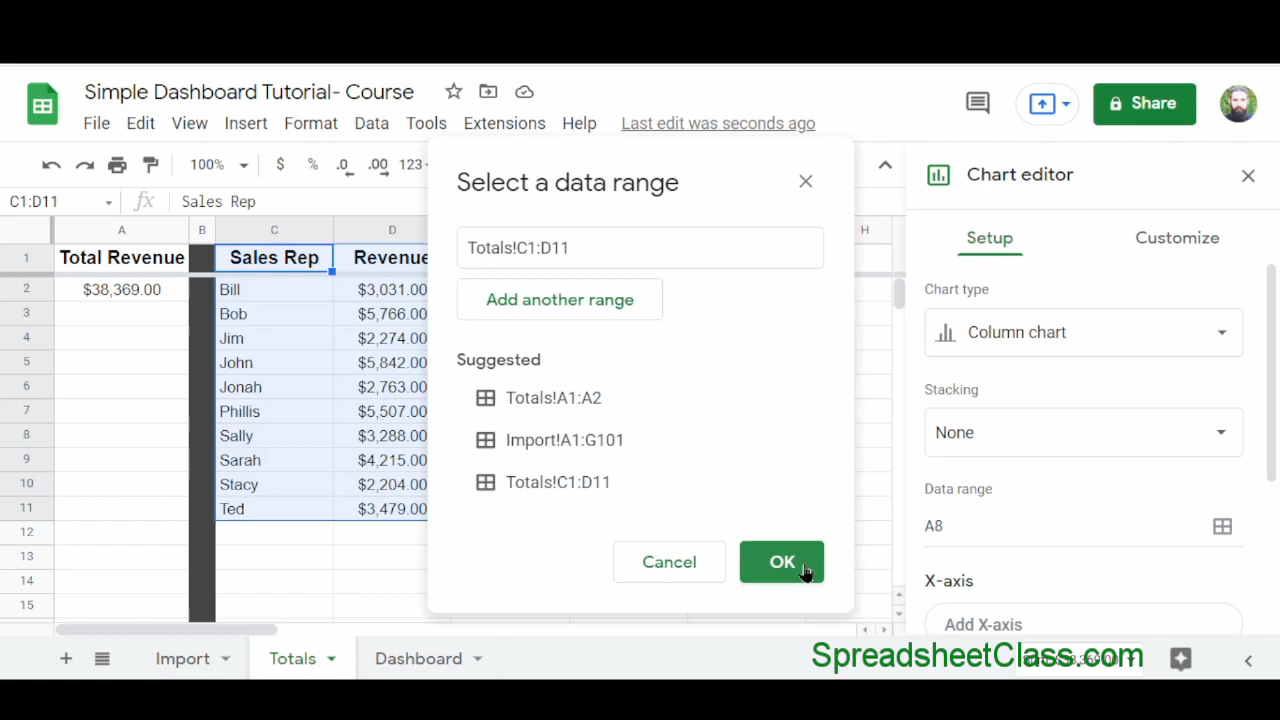 Simple Dashboard Tutorial- Course
File Edit View Insert Format Data Tools Extensions Help Last edit was seconds ago
Share
100% $ % .0 .00 123
C1:D11 fx Sales Rep
A B C D H
1 Total Revenue Sales Rep Revenue
2 $38,369.00 Bill $3,031.00
3 Bob $5,766.00
4 Jim $2,274.00
5 John $5,842.00
6 Jonah $2,763.00
7 Phillis $5,507.00
8 Sally $3,288.00
9 Sarah $4,215.00
10 Stacy $2,204.00
11 Ted $3,479.00
12
13
14
15
Select a data range
Totals!C1:D11
Add another range
Suggested
Totals!A1:A2
Import!A1:G101
Totals!C1:D11
Cancel OK
Chart editor
Setup Customize
Chart type
Column chart
Stacking
None
Data range
A8
X-axis
Add X-axis
Import Totals Dashboard
SpreadsheetClass.com